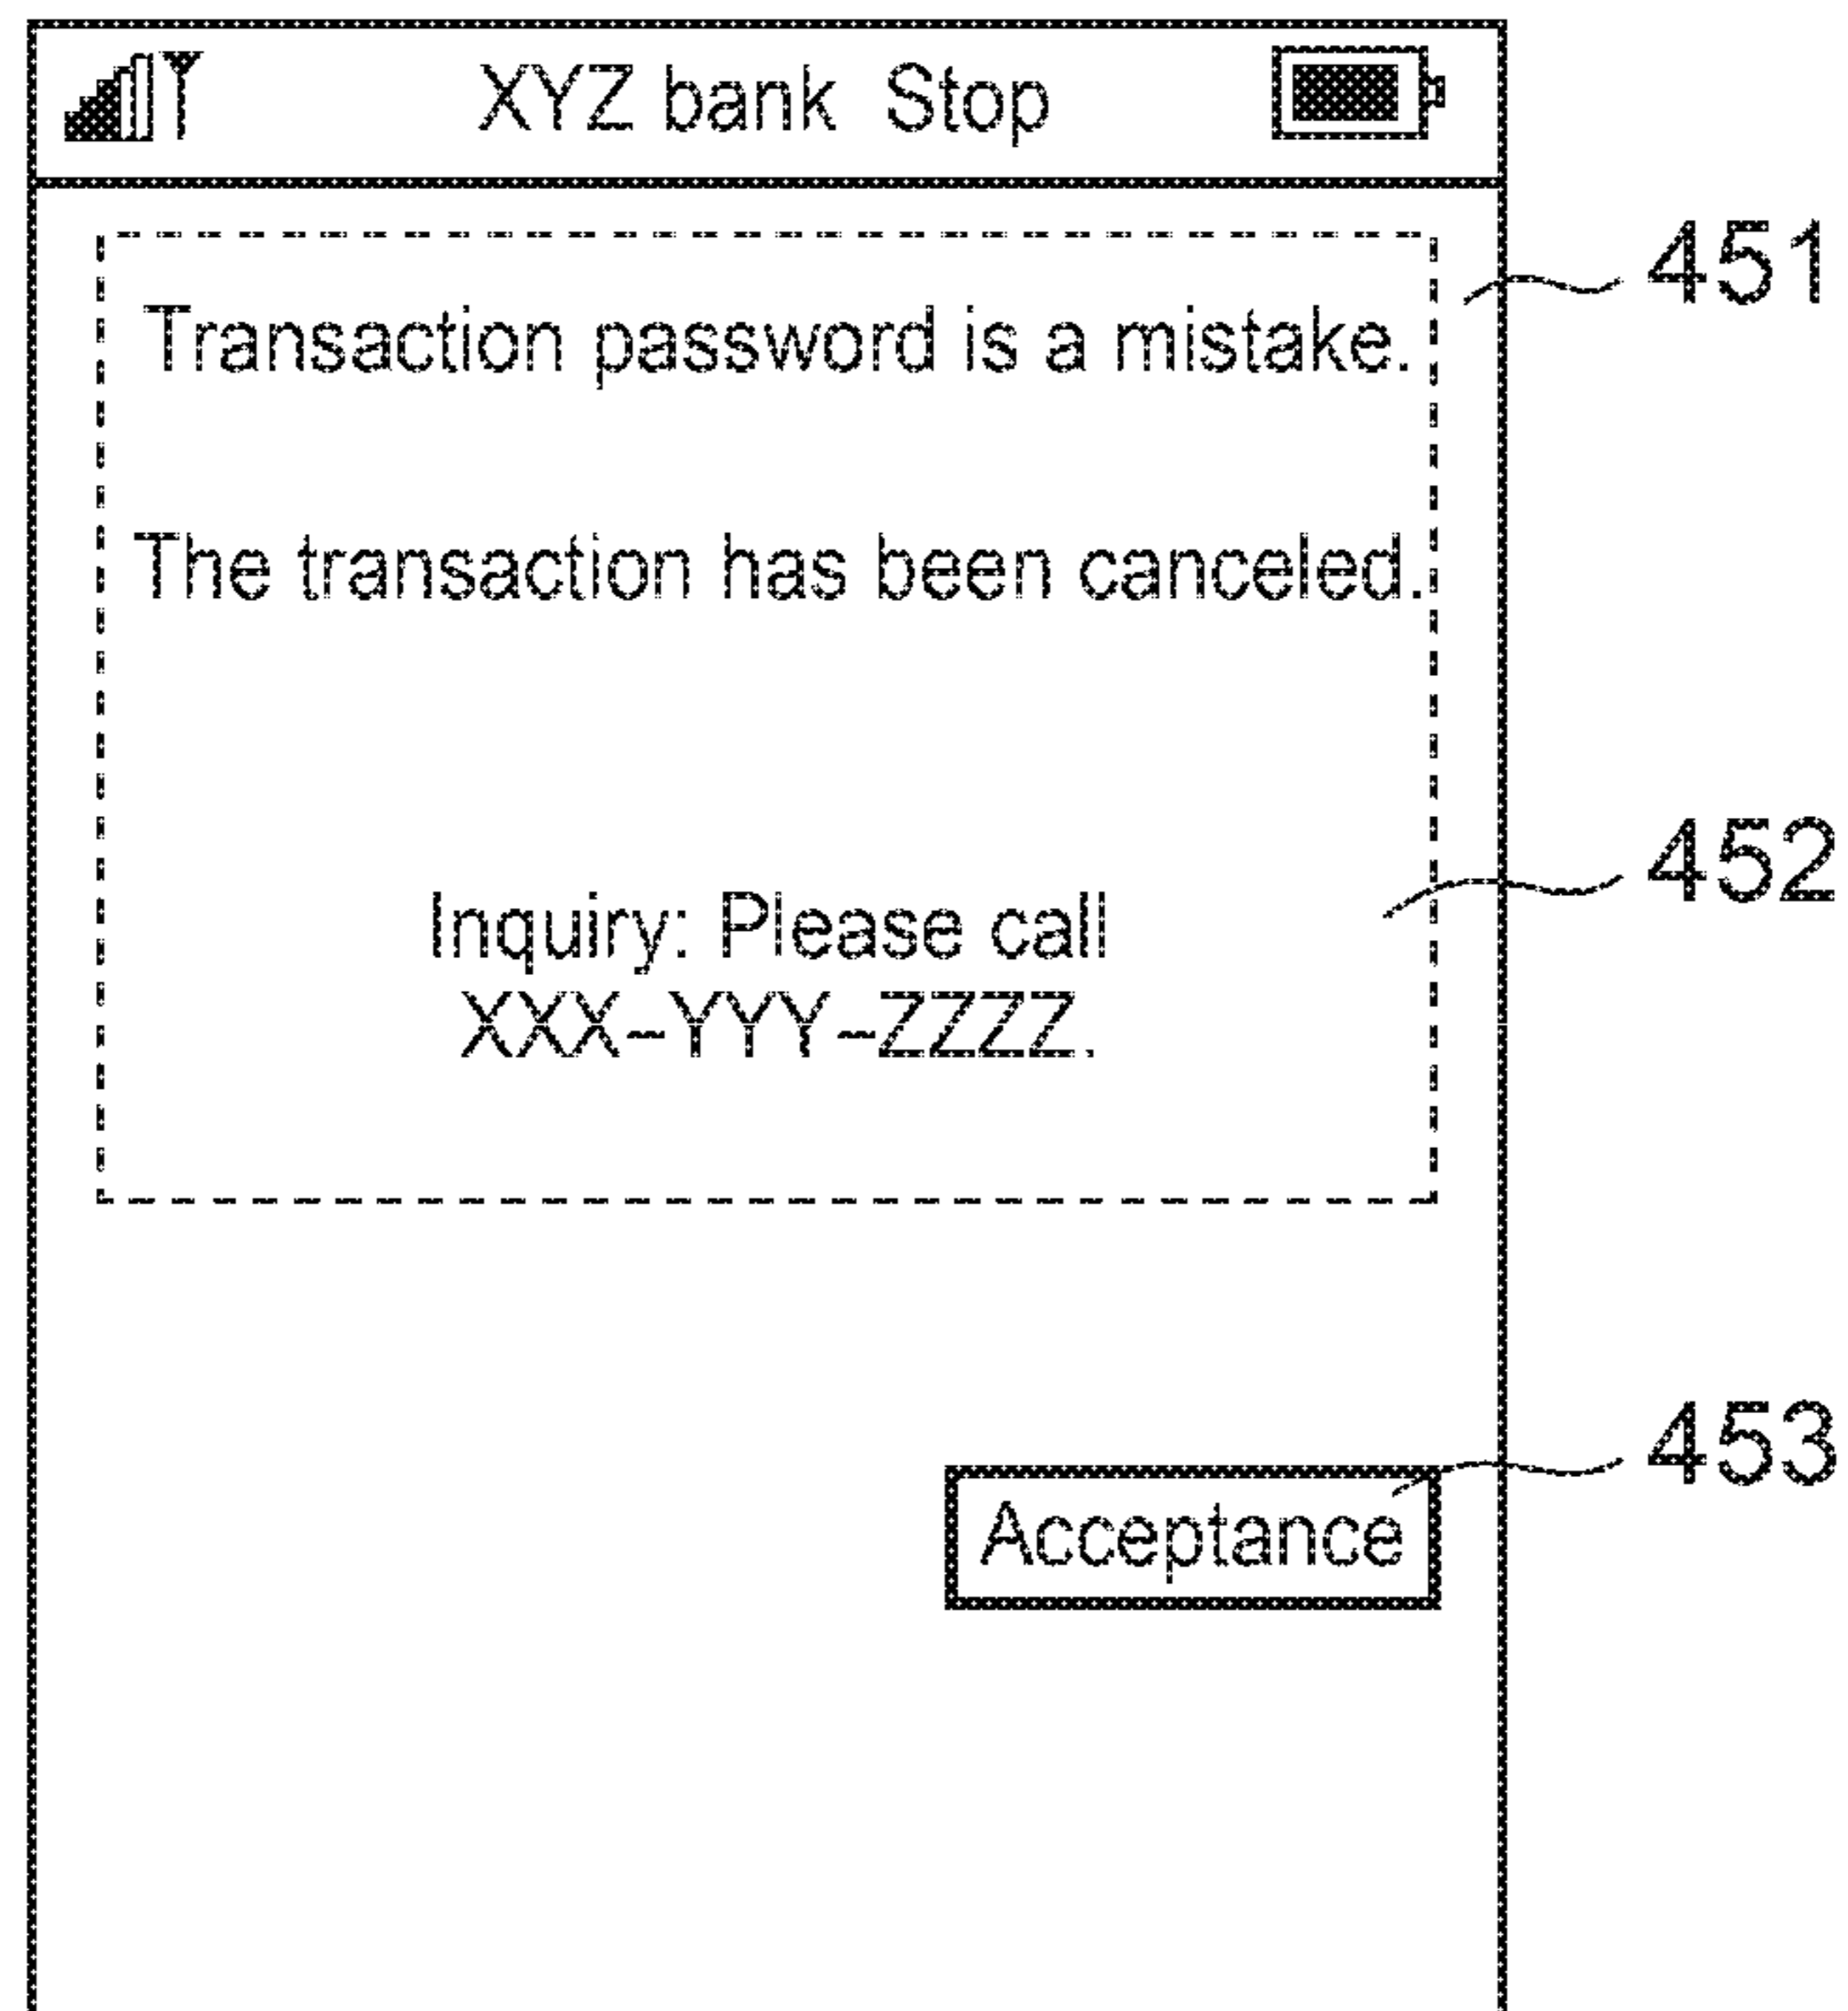 XYZ bank Stop
451
Transaction password is a mistake.
The transaction has been canceled.
452
Inquiry: Please call
XXX-YYY-ZZZZ.
453
Acceptance